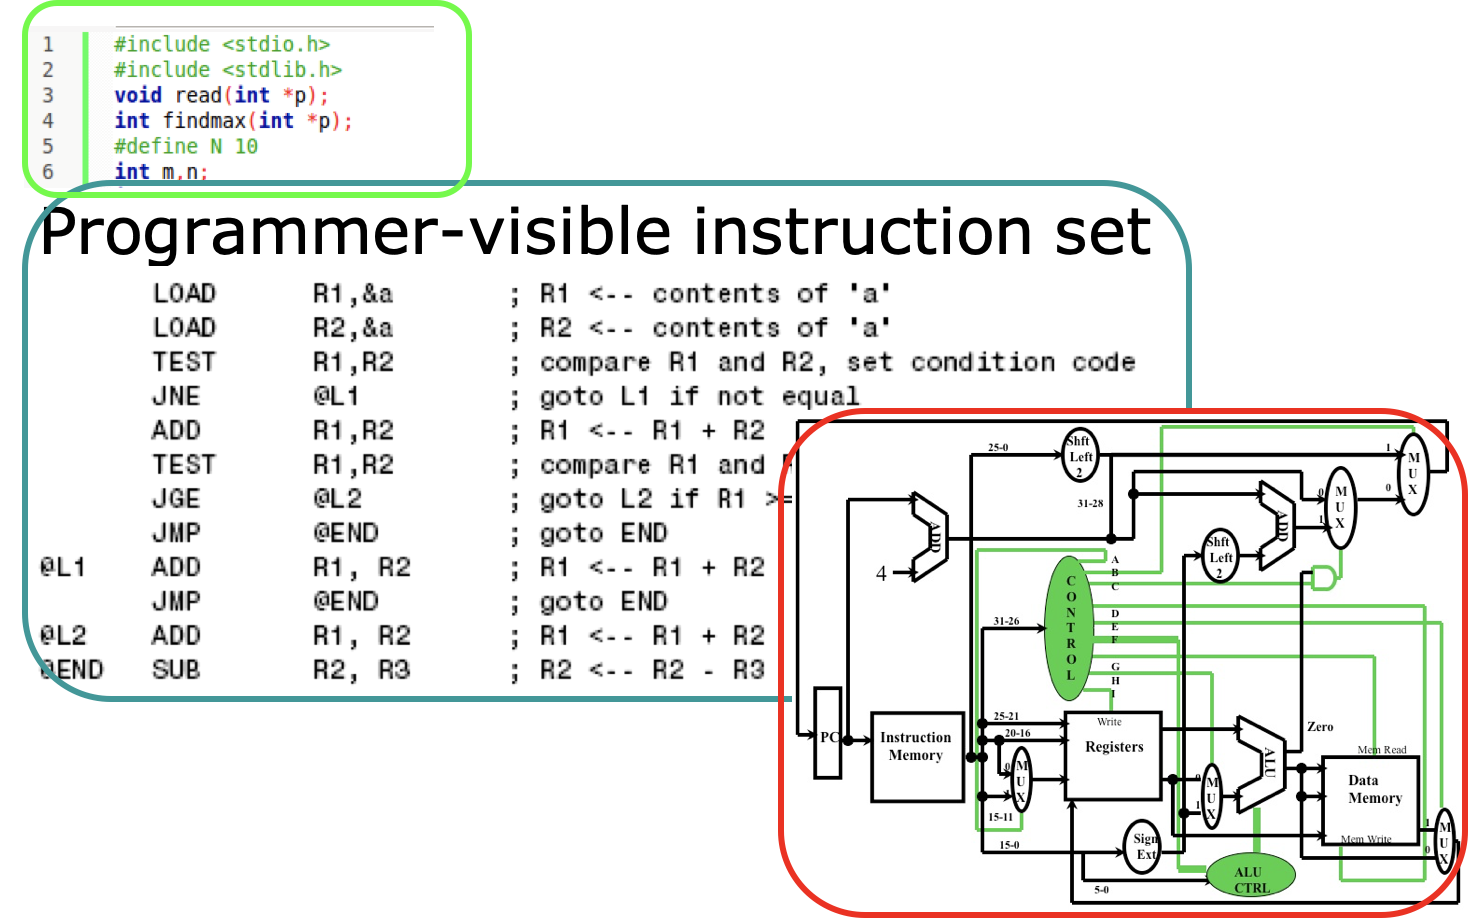 1 #include <stdio.h>
2 #include <stdlib.h>
3 void read(int *p);
4 int findmax(int *p);
5 #define N 10
6 int m,n;
Programmer-visible instruction set
LOAD R1,&a ; R1 <-- contents of 'a'
LOAD R2,&a ; R2 <-- contents of 'a'
TEST R1,R2 ; compare R1 and R2, set condition code
JNE @L1 ; goto L1 if not equal
ADD R1,R2 ; R1 <-- R1 + R2
TEST R1,R2 ; compare R1 and
JGE @L2 ; goto L2 if R1 >=
JMP @END ; goto END
@L1 ADD R1, R2 ; R1 <-- R1 + R2
JMP @END ; goto END
@L2 ADD R1, R2 ; R1 <-- R1 + R2
@END SUB R2, R3 ; R2 <-- R2 - R3
25-0
Shft
Left
2
1
MUX
0
31-28
ADD
4
0
MUX
1
ADD
Shft
Left
2
CONTROL
A
B
C
D
E
F
G
H
I
31-26
PC
Instruction
Memory
25-21
20-16
0
MUX
1
15-11
15-0
Write
Registers
0
MUX
1
ALU
Zero
Mem Read
Data
Memory
Mem Write
1
MUX
0
Sign
Ext
5-0
ALU
CTRL